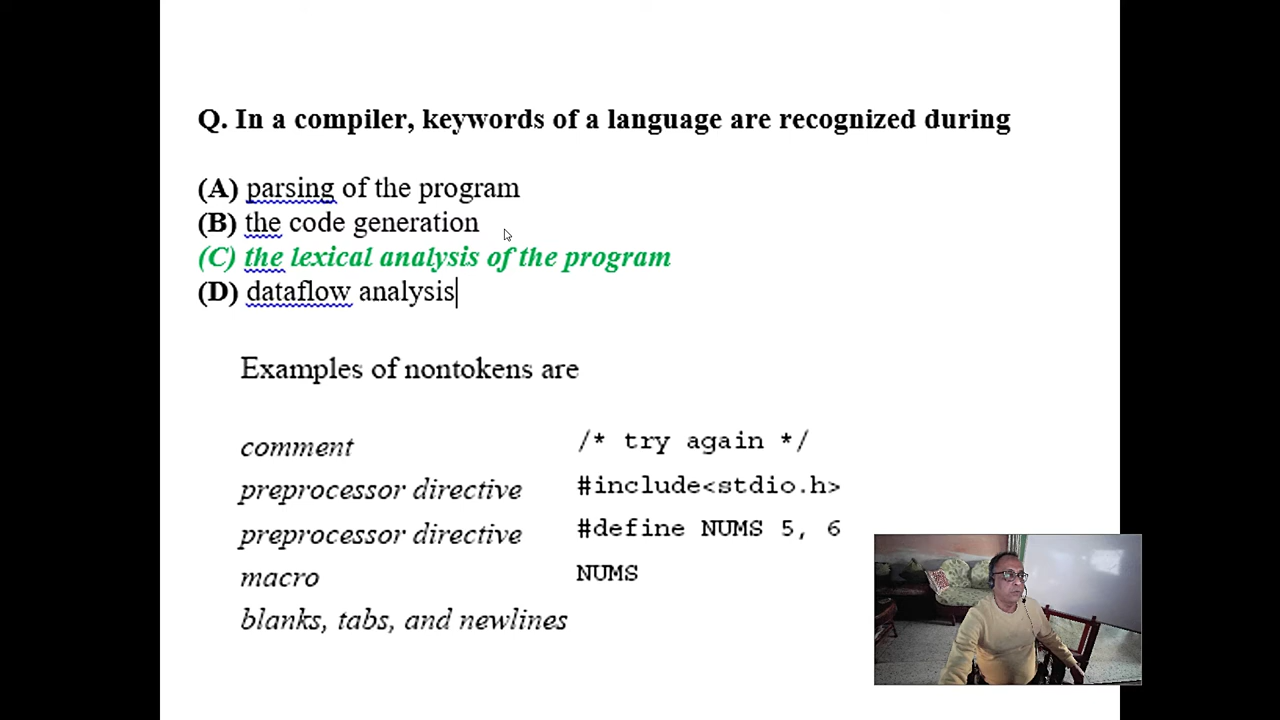 Q. In a compiler, keywords of a language are recognized during
(A) parsing of the program
(B) the code generation
(C) the lexical analysis of the program
(D) dataflow analysis
Examples of nontokens are
comment /* try again */
preprocessor directive #include<stdio.h>
preprocessor directive #define NUMS 5, 6
macro NUMS
blanks, tabs, and newlines